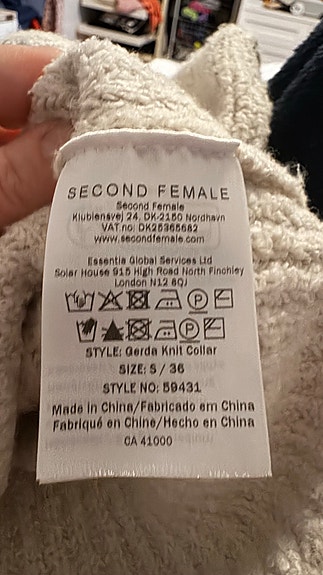 SECOND FEMALE
Second Female
Klubiensvej 24, DK-2150 Nordhavn
VAT.no: DK25365682
www.secondfemale.com
Essentia Global Services Ltd
Solar House 915 High Road North Finchley
London N12 8QJ
P
P
STYLE: Gerda Knit Collar
SIZE: S / 36
STYLE NO: 59431
Made in China/Fabricado em China
Fabriqué en Chine/Hecho en China
CA 41000